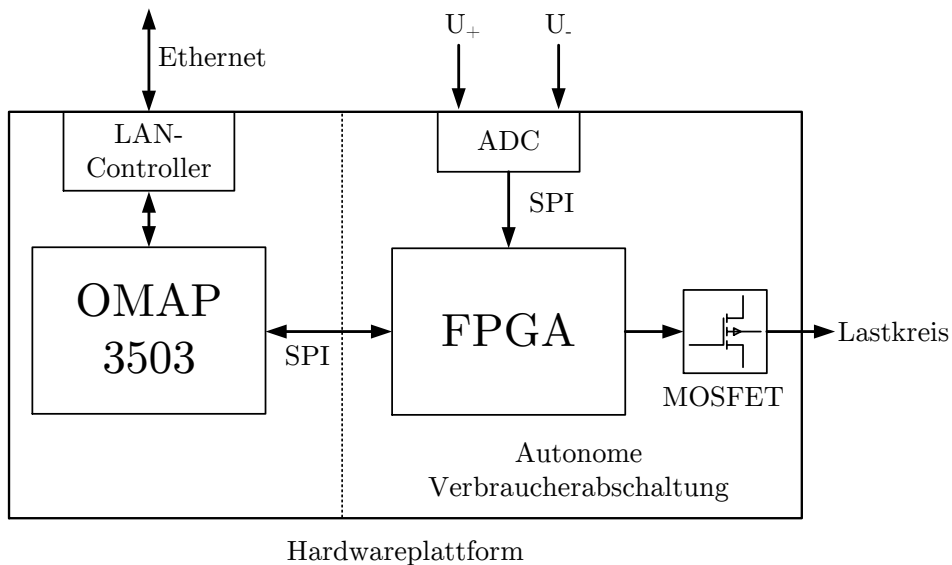 Ethernet
U₊
U₋
LAN-
Controller
ADC
SPI
OMAP
3503
SPI
FPGA
MOSFET
Lastkreis
Autonome
Verbraucherabschaltung
Hardwareplattform